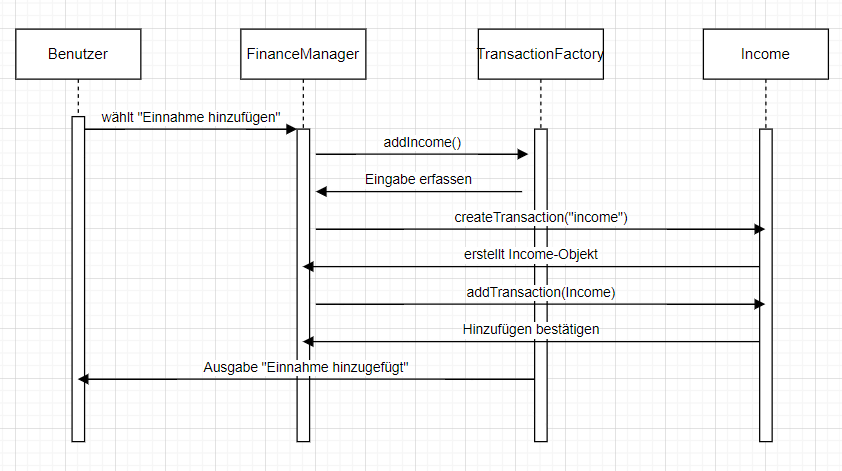 Benutzer
FinanceManager
TransactionFactory
Income
wählt "Einnahme hinzufügen"
addIncome()
Eingabe erfassen
createTransaction("income")
erstellt Income-Objekt
addTransaction(Income)
Hinzufügen bestätigen
Ausgabe "Einnahme hinzugefügt"